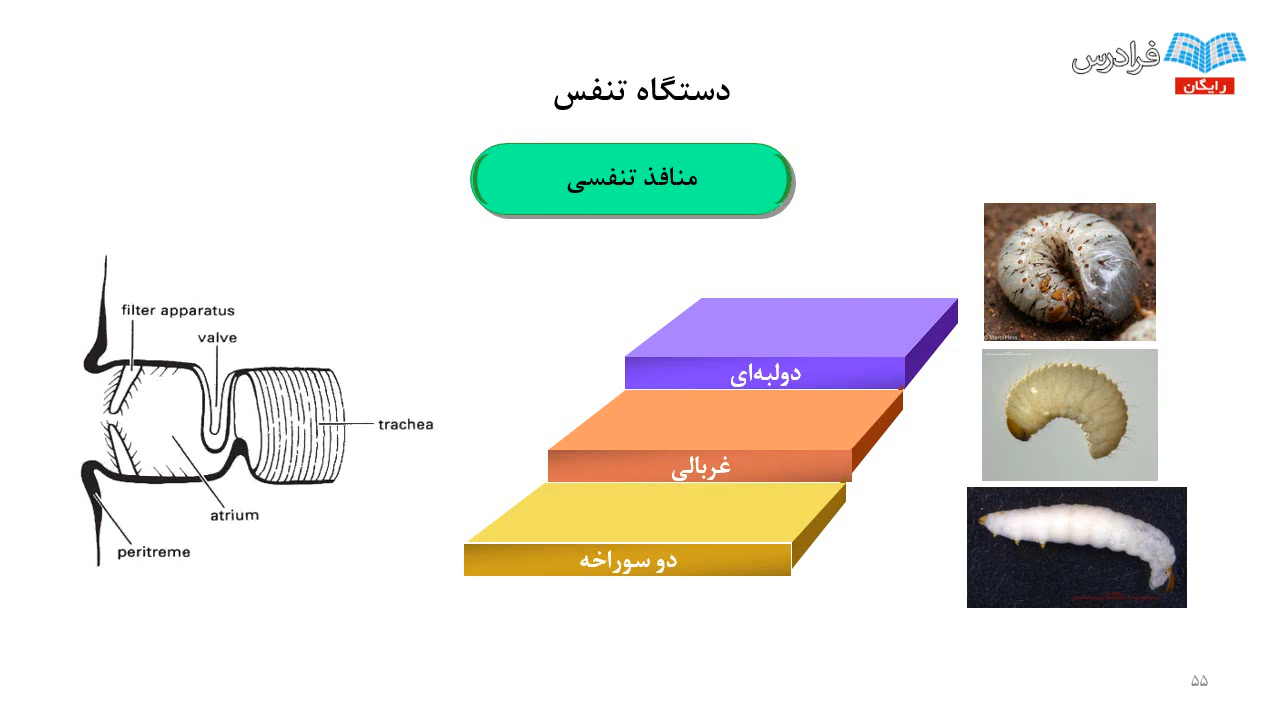 فرادرس
رایگان
دستگاه تنفس
منافذ تنفسی
filter apparatus
valve
trachea
atrium
peritreme
دولبه‌ای
غربالی
دو سوراخه
۵۵